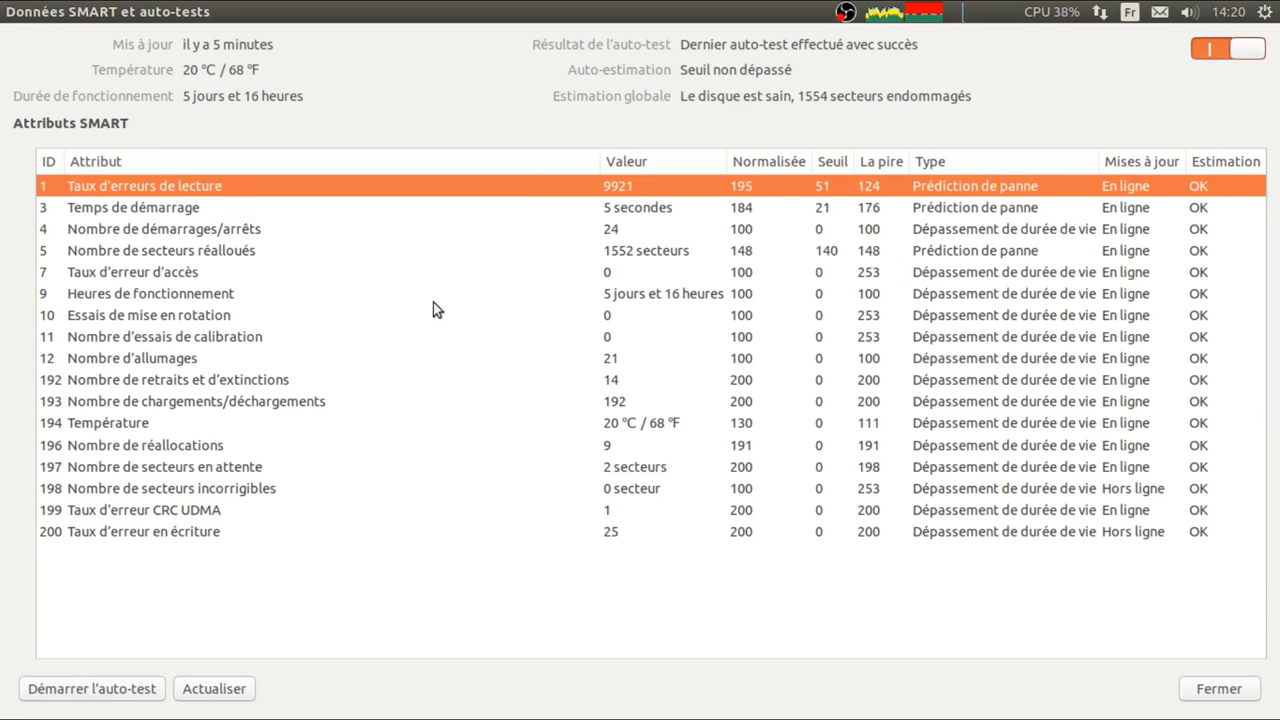 Données SMART et auto-tests CPU 38% Fr 14:20
Mis à jour il y a 5 minutes Résultat de l'auto-test Dernier auto-test effectué avec succès
Température 20 °C / 68 °F Auto-estimation Seuil non dépassé
Durée de fonctionnement 5 jours et 16 heures Estimation globale Le disque est sain, 1554 secteurs endommagés
Attributs SMART
ID Attribut Valeur Normalisée Seuil La pire Type Mises à jour Estimation
1 Taux d'erreurs de lecture 9921 195 51 124 Prédiction de panne En ligne OK
3 Temps de démarrage 5 secondes 184 21 176 Prédiction de panne En ligne OK
4 Nombre de démarrages/arrêts 24 100 0 100 Dépassement de durée de vie En ligne OK
5 Nombre de secteurs réalloués 1552 secteurs 148 140 148 Prédiction de panne En ligne OK
7 Taux d'erreur d'accès 0 100 0 253 Dépassement de durée de vie En ligne OK
9 Heures de fonctionnement 5 jours et 16 heures 100 0 100 Dépassement de durée de vie En ligne OK
10 Essais de mise en rotation 0 100 0 253 Dépassement de durée de vie En ligne OK
11 Nombre d'essais de calibration 0 100 0 253 Dépassement de durée de vie En ligne OK
12 Nombre d'allumages 21 100 0 100 Dépassement de durée de vie En ligne OK
192 Nombre de retraits et d'extinctions 14 200 0 200 Dépassement de durée de vie En ligne OK
193 Nombre de chargements/déchargements 192 200 0 200 Dépassement de durée de vie En ligne OK
194 Température 20 °C / 68 °F 130 0 111 Dépassement de durée de vie En ligne OK
196 Nombre de réallocations 9 191 0 191 Dépassement de durée de vie En ligne OK
197 Nombre de secteurs en attente 2 secteurs 200 0 198 Dépassement de durée de vie En ligne OK
198 Nombre de secteurs incorrigibles 0 secteur 100 0 253 Dépassement de durée de vie Hors ligne OK
199 Taux d'erreur CRC UDMA 1 200 0 200 Dépassement de durée de vie En ligne OK
200 Taux d'erreur en écriture 25 200 0 200 Dépassement de durée de vie Hors ligne OK
Démarrer l'auto-test Actualiser Fermer